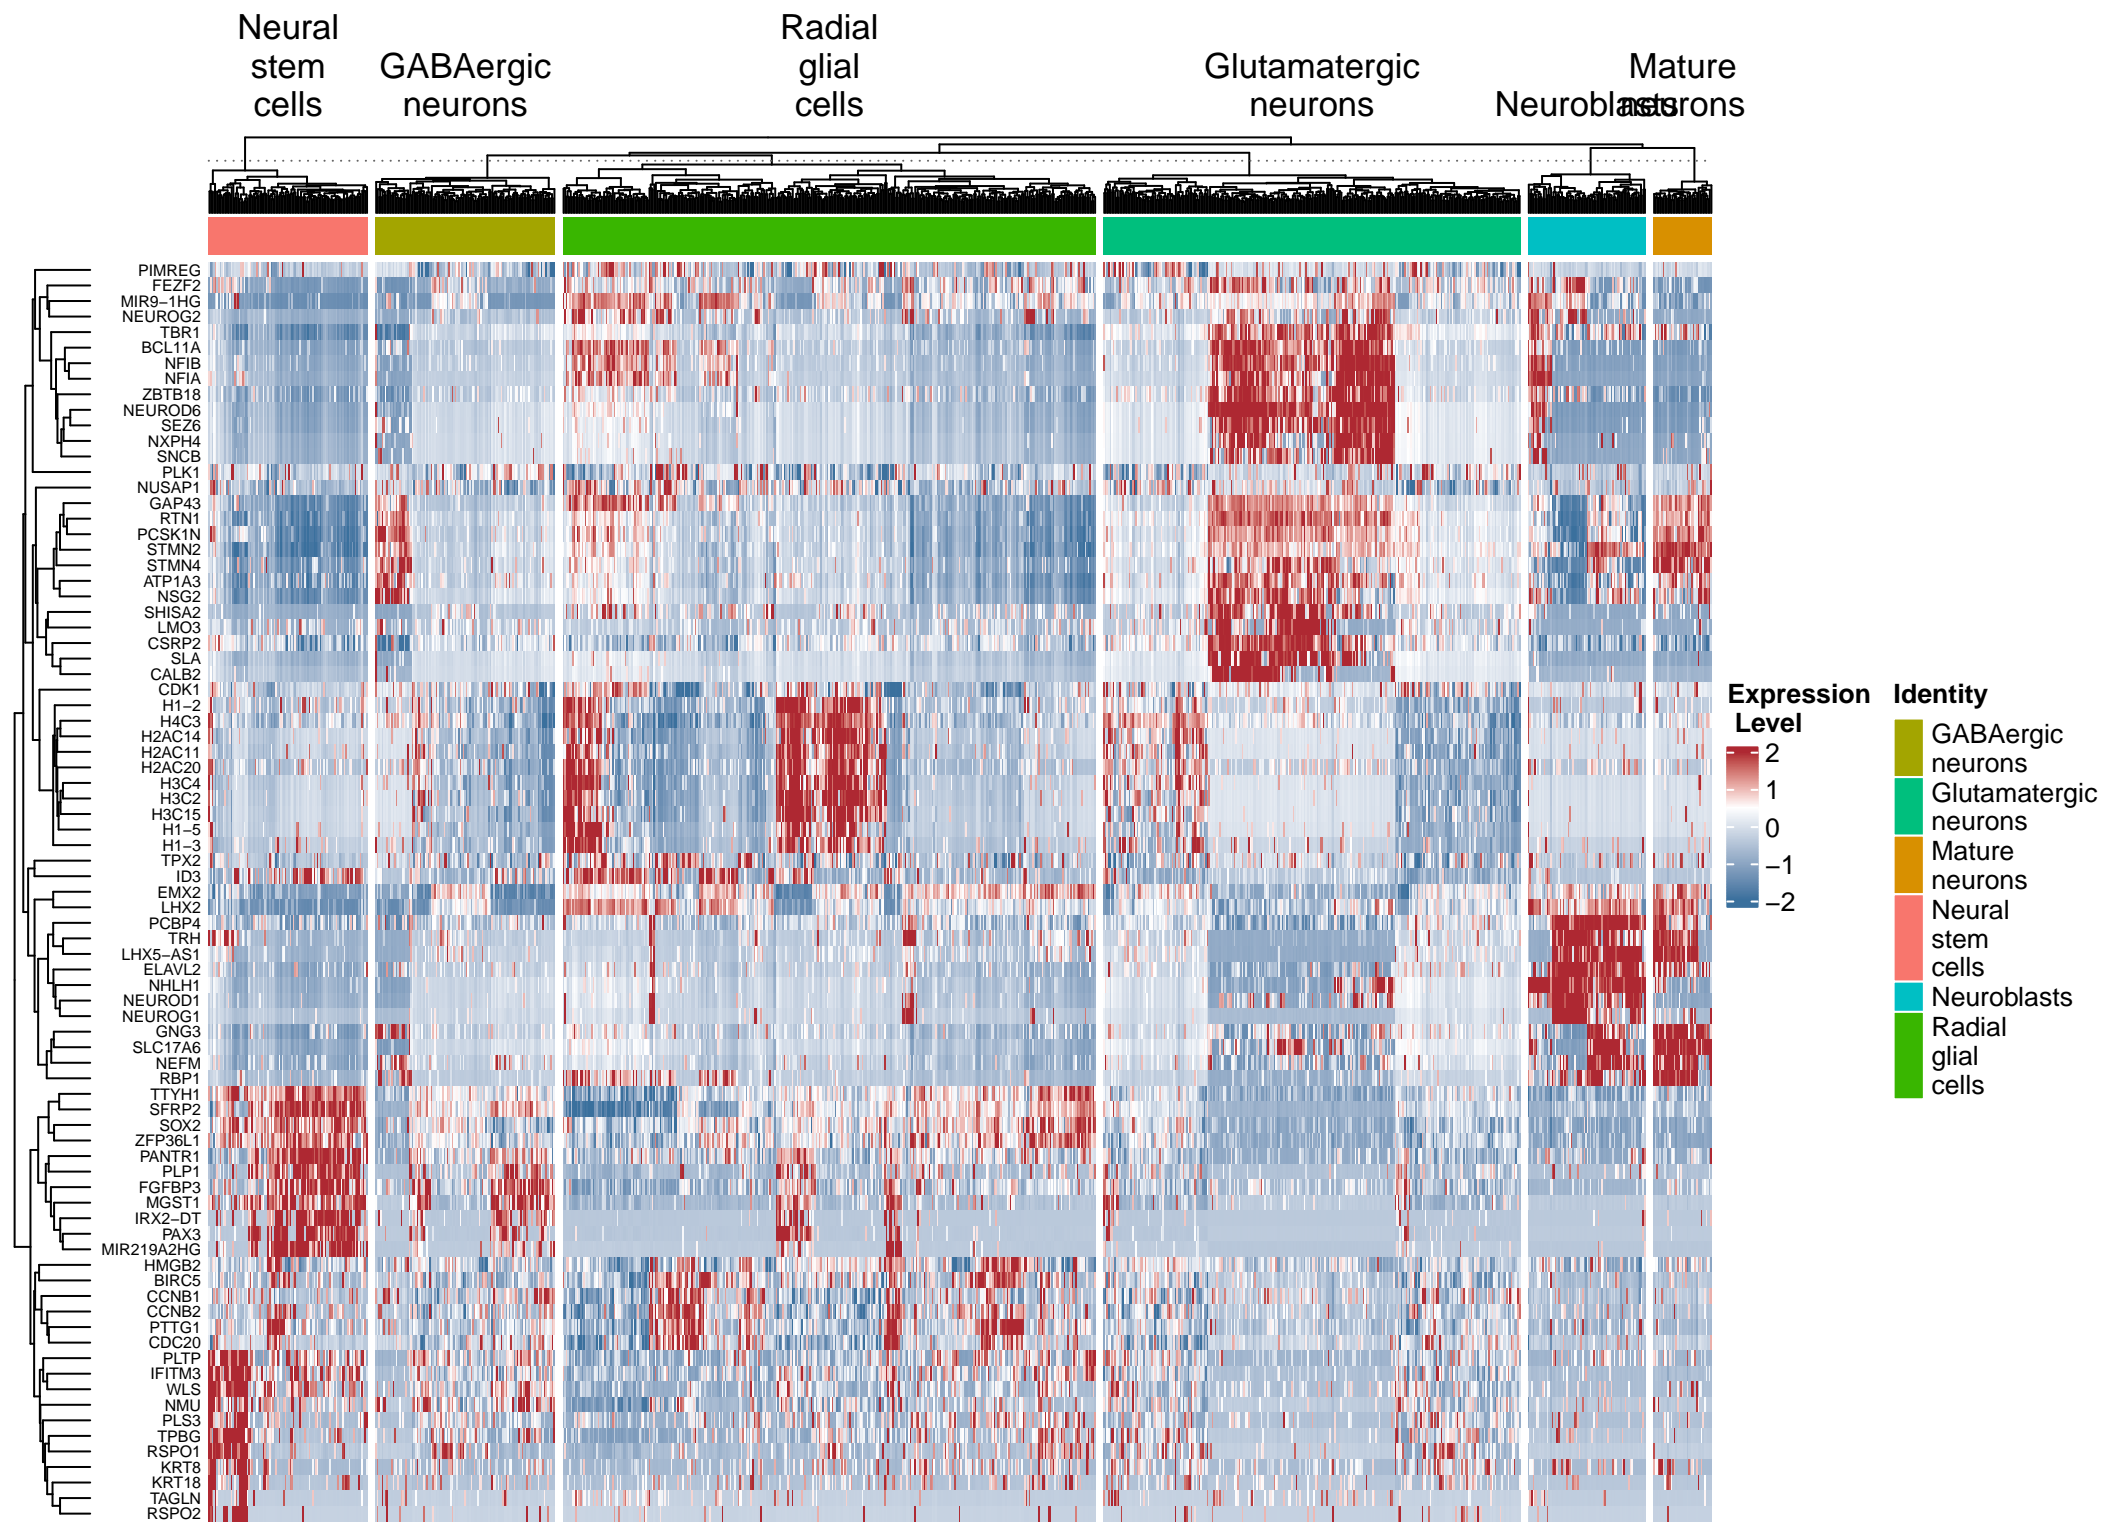 Neural
stem
cells
GABAergic
neurons
Radial
glial
cells
Glutamatergic
neurons
Neuroblasts
Mature
neurons
PIMREG
FEZF2
MIR9−1HG
NEUROG2
TBR1
BCL11A
NFIB
NFIA
ZBTB18
NEUROD6
SEZ6
NXPH4
SNCB
PLK1
NUSAP1
GAP43
RTN1
PCSK1N
STMN2
STMN4
ATP1A3
NSG2
SHISA2
LMO3
CSRP2
SLA
CALB2
CDK1
H1−2
H4C3
H2AC14
H2AC11
H2AC20
H3C4
H3C2
H3C15
H1−5
H1−3
TPX2
ID3
EMX2
LHX2
PCBP4
TRH
LHX5−AS1
ELAVL2
NHLH1
NEUROD1
NEUROG1
GNG3
SLC17A6
NEFM
RBP1
TTYH1
SFRP2
SOX2
ZFP36L1
PANTR1
PLP1
FGFBP3
MGST1
IRX2−DT
PAX3
MIR219A2HG
HMGB2
BIRC5
CCNB1
CCNB2
PTTG1
CDC20
PLTP
IFITM3
WLS
NMU
PLS3
TPBG
RSPO1
KRT8
KRT18
TAGLN
RSPO2
Expression
Level
2
1
0
−1
−2
Identity
GABAergic
neurons
Glutamatergic
neurons
Mature
neurons
Neural
stem
cells
Neuroblasts
Radial
glial
cells